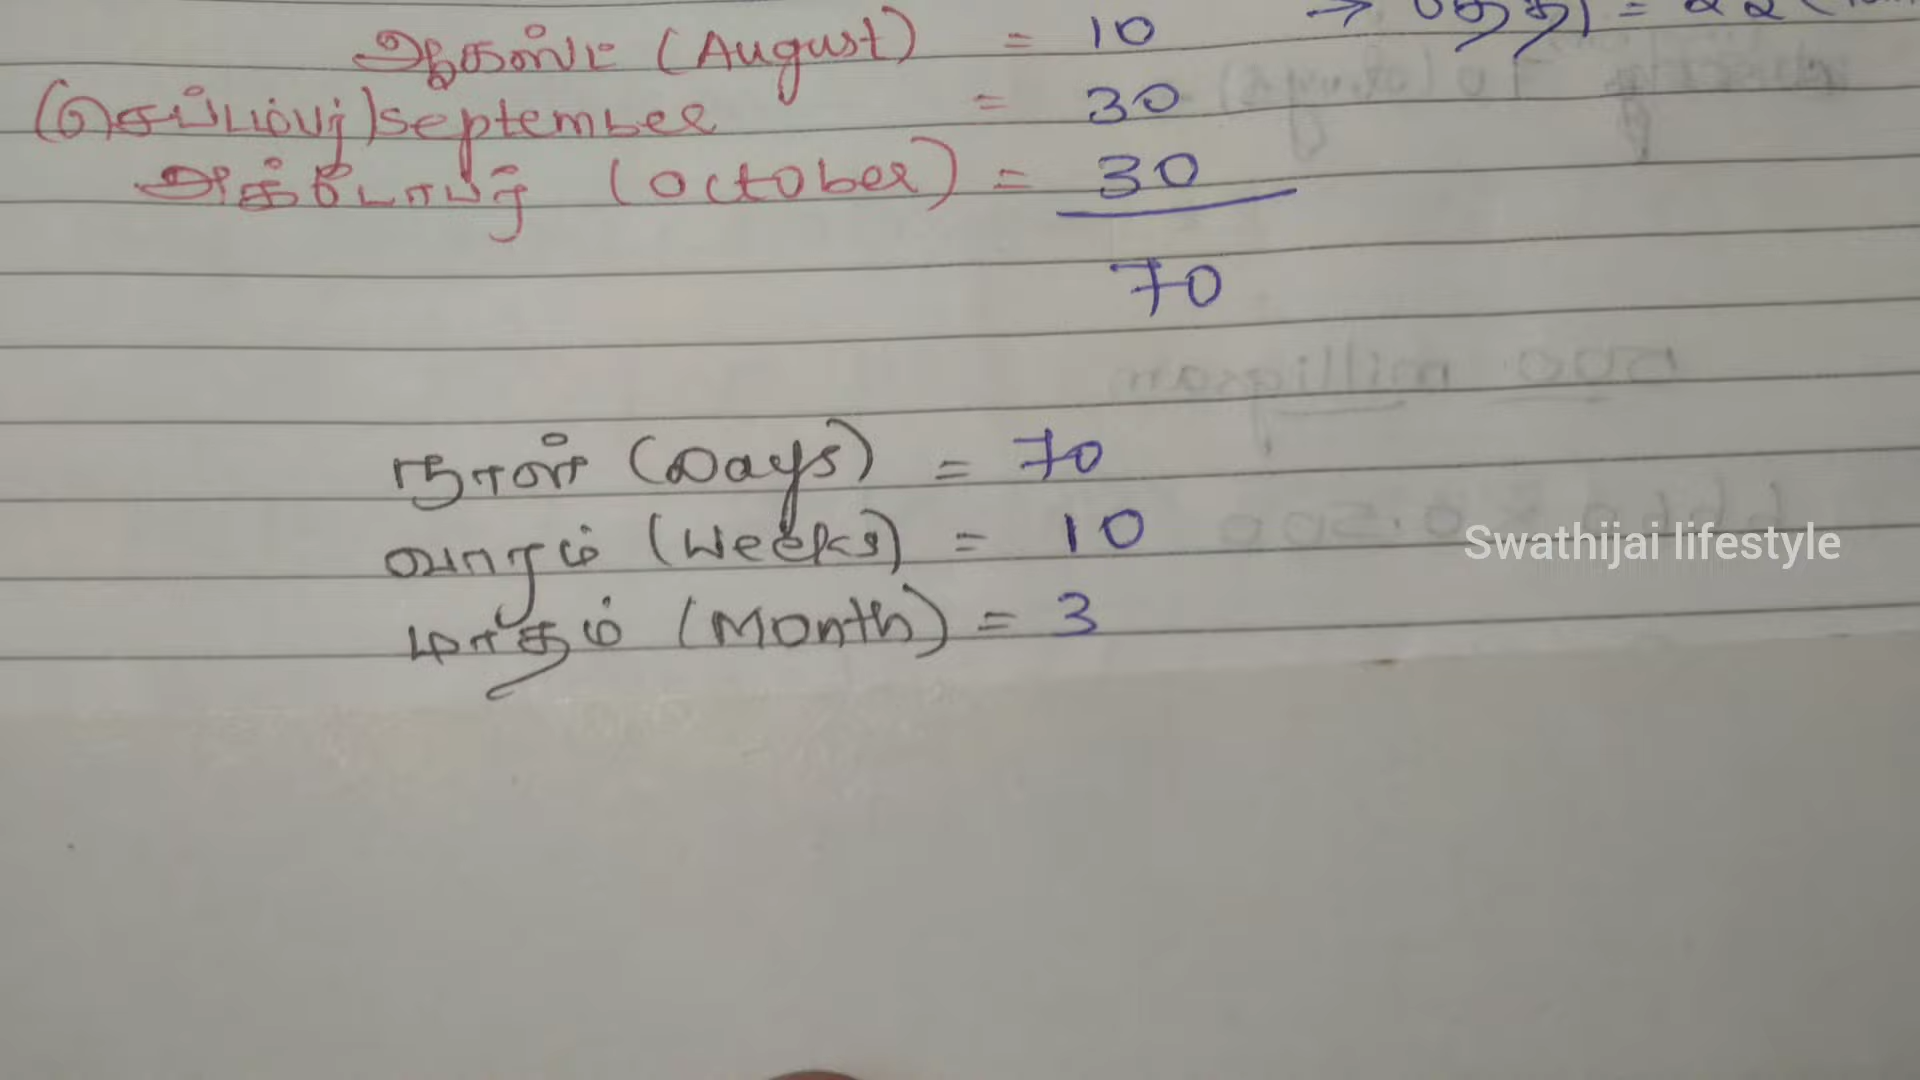 ஆகஸ்ட் (August) = 10
(செப்டம்பர்) september = 30
அக்டோபர் (october) = 30
70
நாள் (Days) = 70
வாரம் (Weeks) = 10
மாதம் (Month) = 3
Swathijai lifestyle